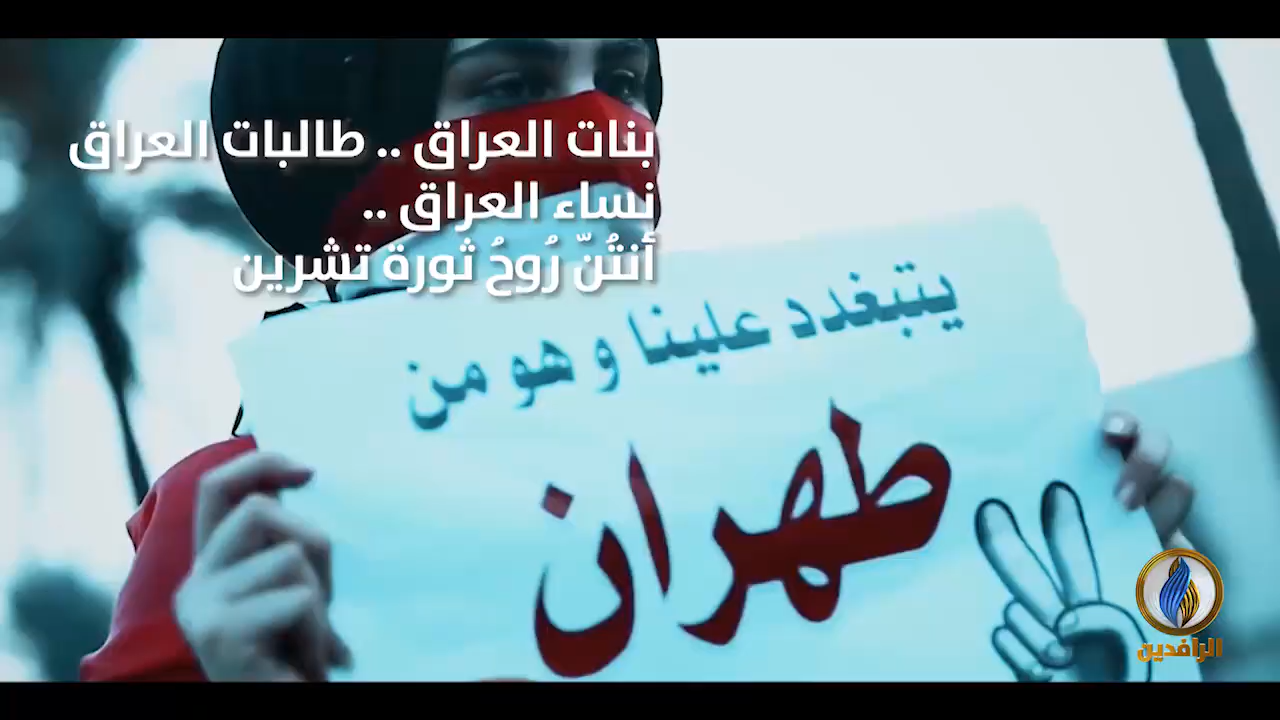 بنات العراق .. طالبات العراق
نساء العراق ..
أنتُنّ رُوحُ ثورة تشرين
يتبغدد علينا و هو من
طهران
الرافدين